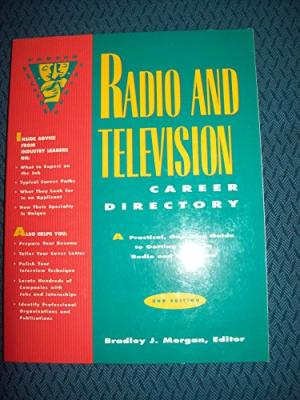 CAREER
RADIO AND
TELEVISION
CAREER
DIRECTORY
INSIDE ADVICE
FROM
INDUSTRY LEADERS
ON:
• What to Expect on
the Job
• Typical Career Paths
• What They Look for
in an Applicant
• How Their Specialty
is Unique
ALSO HELPS YOU:
• Prepare Your Resume
• Tailor Your Cover Letter
• Polish Your
Interview Technique
• Locate Hundreds of
Companies with
Jobs and Internships
• Identify Professional
Organizations and
Publications
A Practical, One-Stop Guide
to Getting
Radio and
2ND EDITION
Bradley J. Morgan, Editor